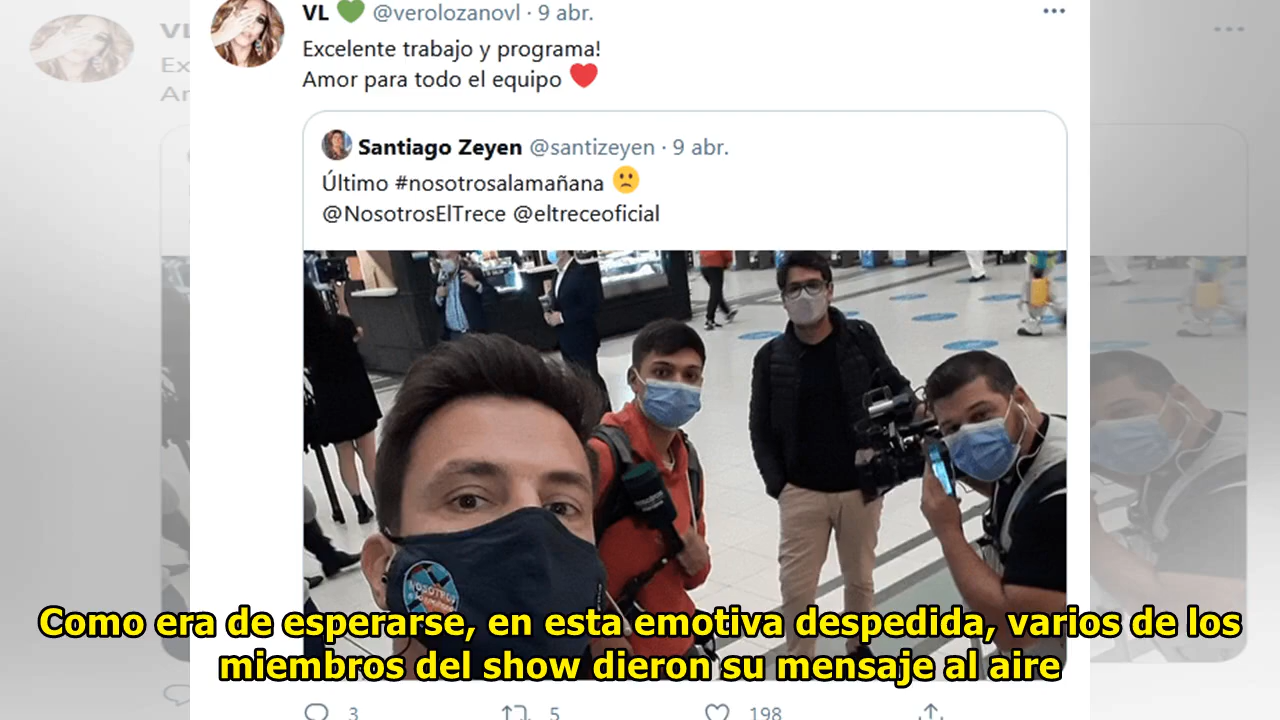 VL 💚 @verolozanovl · 9 abr.
Excelente trabajo y programa!
Amor para todo el equipo ❤️
Santiago Zeyen @santizeyen · 9 abr.
Último #nosotrosalamañana 🙁
@NosotrosElTrece @eltreceoficial
NOSOTROS
Como era de esperarse, en esta emotiva despedida, varios de los
miembros del show dieron su mensaje al aire
3 5 198